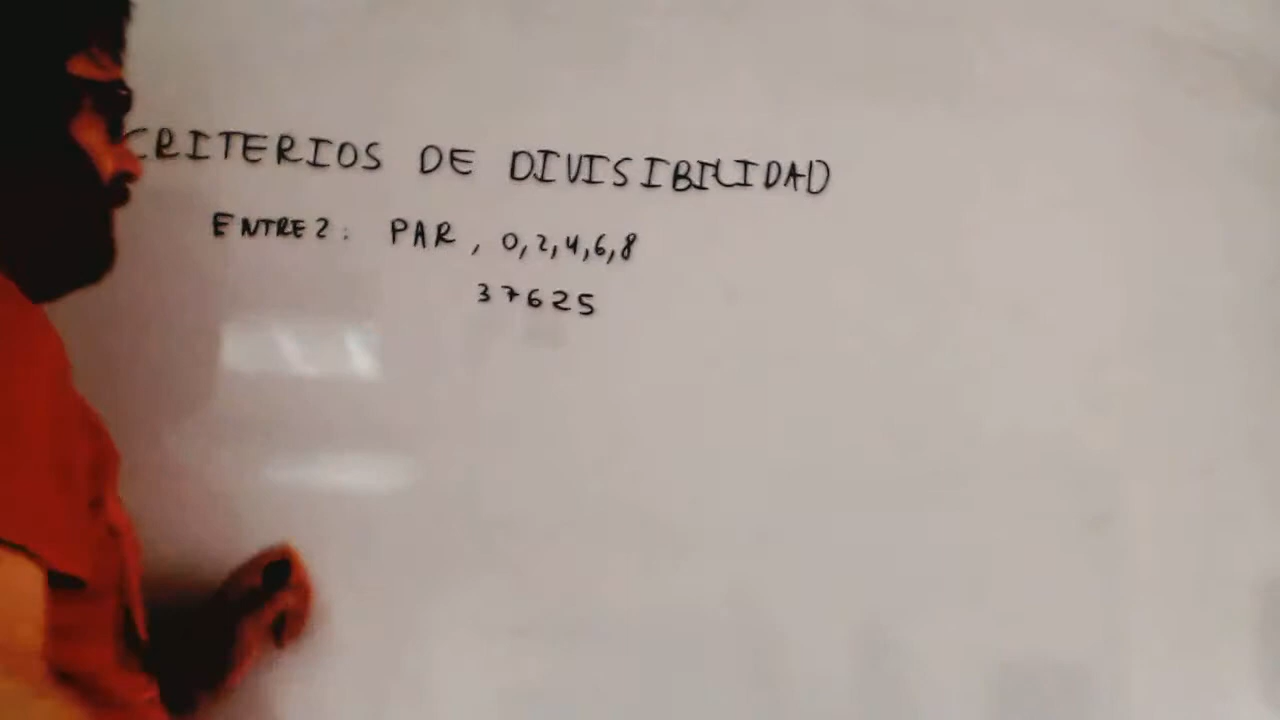 CRITERIOS DE DIVISIBILIDAD
ENTRE 2: PAR, 0,2,4,6,8
37625